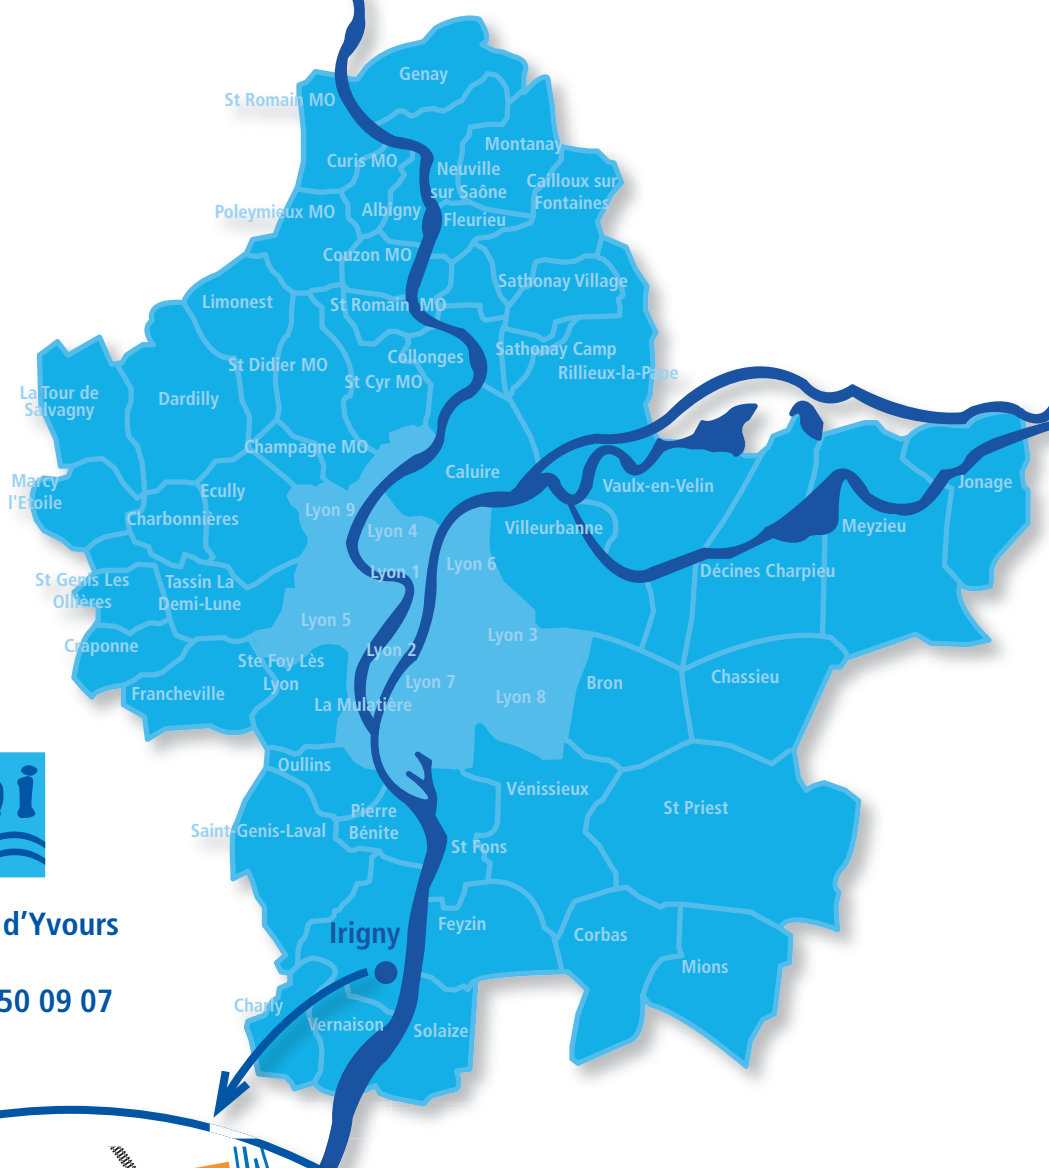 Genay
St Romain MO
Montanay
Curis MO
Neuville
sur Saône
Cailloux sur
Fontaines
Poleymieux MO
Albigny
Fleurieu
Couzon MO
Sathonay Village
Limonest
St Romain MO
Sathonay Camp
Collonges
St Didier MO
Rillieux-la-Pape
St Cyr MO
La Tour de
Salvagny
Dardilly
Champagne MO
Caluire
Marcy
l'Etoile
Ecully
Vaulx-en-Velin
Jonage
Lyon 9
Charbonnières
Lyon 4
Villeurbanne
Meyzieu
Lyon 6
Lyon 1
Décines Charpieu
St Genis Les
Ollières
Tassin La
Demi-Lune
Lyon 5
Lyon 3
Craponne
Lyon 2
Ste Foy Lès
Lyon
Lyon 7
Bron
Chassieu
Francheville
La Mulatière
Lyon 8
Oullins
Vénissieux
St Priest
Pierre
Bénite
Saint-Genis-Laval
St Fons
d'Yvours
Irigny
Feyzin
Corbas
Mions
50 09 07
Charly
Vernaison
Solaize